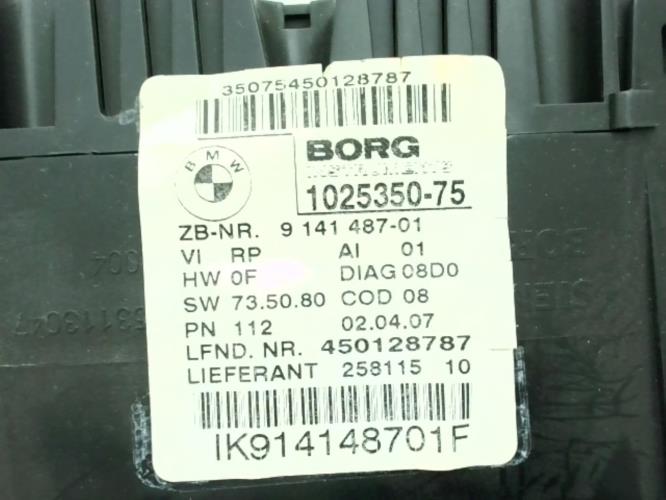 35075450128787
BMW
BORG
INSTRUMENTS
1025350-75
ZB-NR. 9 141 487-01
VI RP AI 01
HW 0F DIAG 08D0
SW 73.50.80 COD 08
PN 112 02.04.07
LFND. NR. 450128787
LIEFERANT 258115 10
IK914148701F